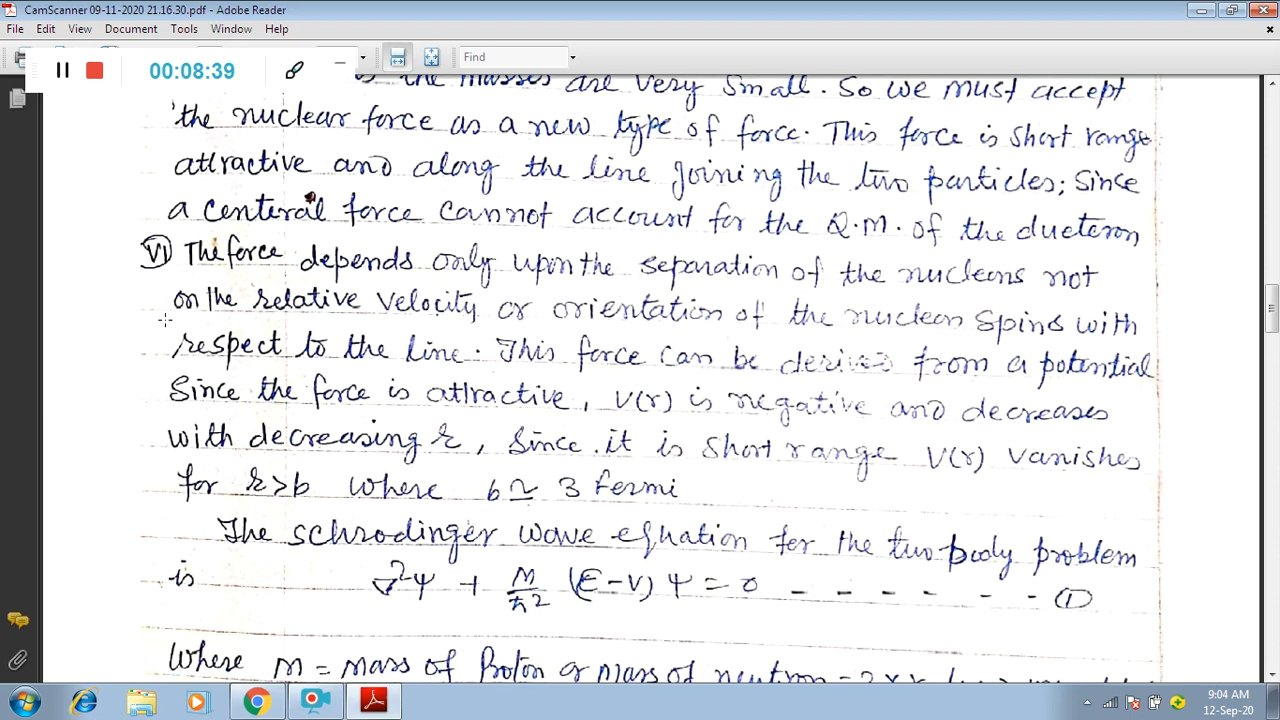 CamScanner 09-11-2020 21.16.30.pdf - Adobe Reader
File Edit View Document Tools Window Help
00:08:39
Find
the masses are very small. So we must accept
the nuclear force as a new type of force. This force is short range
attractive and along the line joining the two particles; Since
a centeral force cannot account for the Q.M. of the ducteron
VI The force depends only upon the separation of the nucleons not
on the relative velocity or orientation of the nucleon spins with
respect to the line. This force can be derived from a potential
Since the force is attractive, V(r) is negative and decreases
with decreasing r, Since it is short range V(r) vanishes
for r>b where b≃ 3 fermi
The schrodinger wave equation for the two-body problem
is ∇²Ψ + M/ħ² (E-V) Ψ = 0 - - - - - - ①
Where M = Mass of Proton or Mass of neutron =
9:04 AM
12-Sep-20